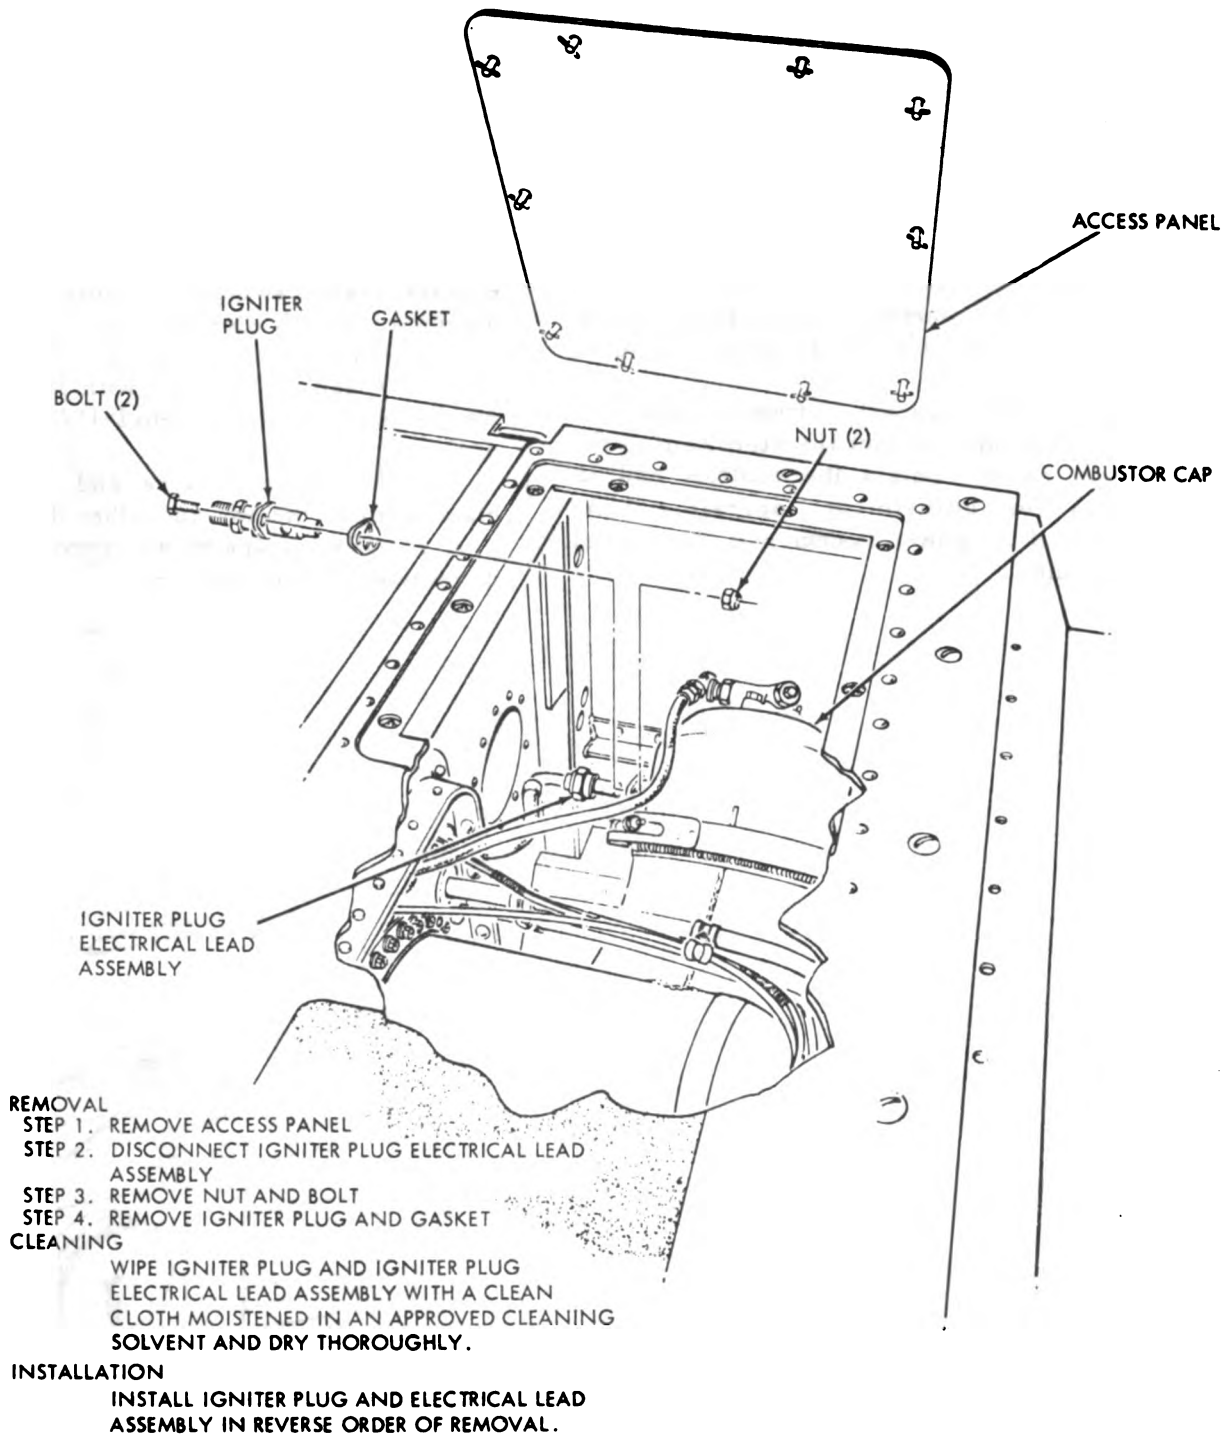 ACCESS PANEL
IGNITER
PLUG
GASKET
BOLT (2)
NUT (2)
COMBUSTOR CAP
IGNITER PLUG
ELECTRICAL LEAD
ASSEMBLY
REMOVAL
STEP 1. REMOVE ACCESS PANEL
STEP 2. DISCONNECT IGNITER PLUG ELECTRICAL LEAD
ASSEMBLY
STEP 3. REMOVE NUT AND BOLT
STEP 4. REMOVE IGNITER PLUG AND GASKET
CLEANING
WIPE IGNITER PLUG AND IGNITER PLUG
ELECTRICAL LEAD ASSEMBLY WITH A CLEAN
CLOTH MOISTENED IN AN APPROVED CLEANING
SOLVENT AND DRY THOROUGHLY.
INSTALLATION
INSTALL IGNITER PLUG AND ELECTRICAL LEAD
ASSEMBLY IN REVERSE ORDER OF REMOVAL.